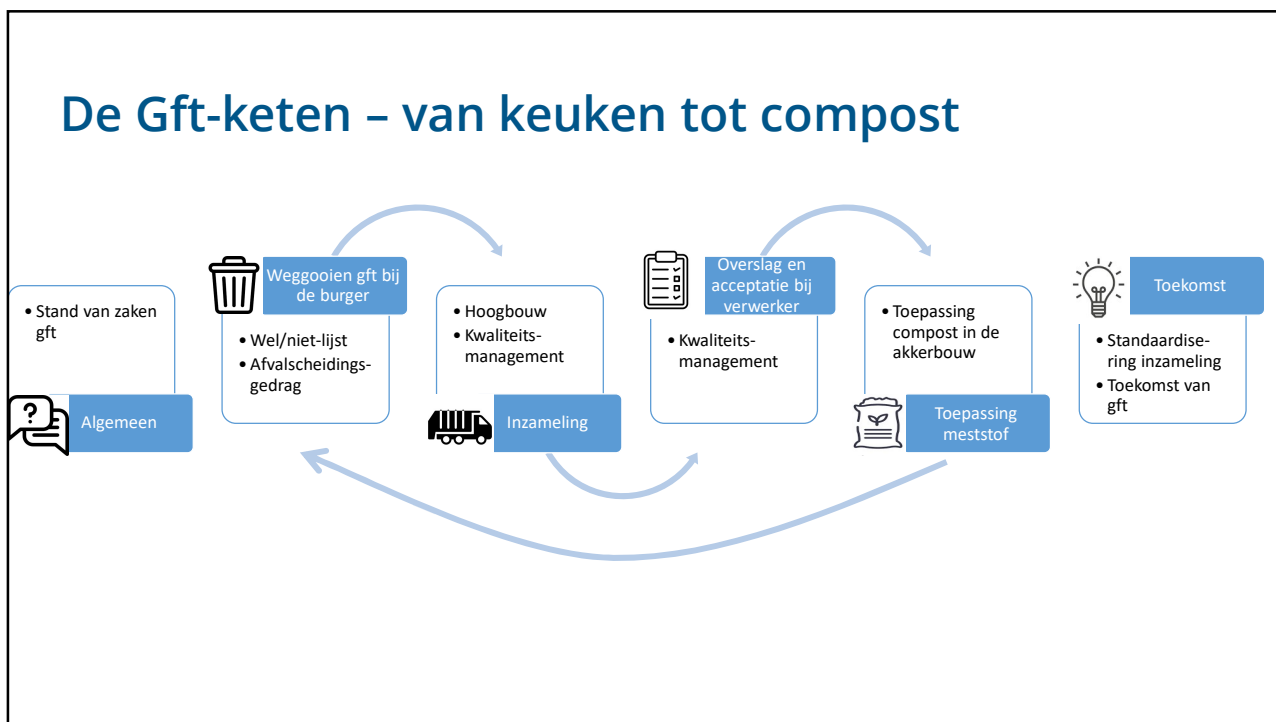 De Gft-keten – van keuken tot compost
• Stand van zaken
gft
Algemeen
Weggooien gft bij
de burger
• Wel/niet-lijst
• Afvalscheidings-
gedrag
• Hoogbouw
• Kwaliteits-
management
Inzameling
Overslag en
acceptatie bij
verwerker
• Kwaliteits-
management
• Toepassing
compost in de
akkerbouw
Toepassing
meststof
Toekomst
• Standaardise-
ring inzameling
• Toekomst van
gft
?